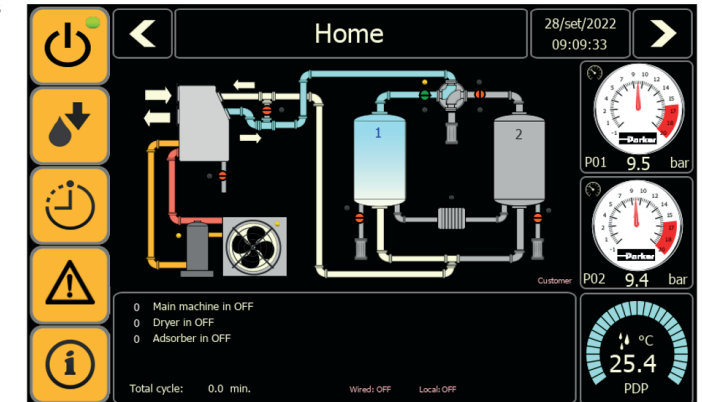 Home
28/set/2022
09:09:33
1
2
Customer
Parker
P01 9.5 bar
Parker
P02 9.4 bar
0 Main machine in OFF
0 Dryer in OFF
0 Adsorber in OFF
Total cycle: 0.0 min.
Wired: OFF
Local: OFF
°C
25.4
PDP